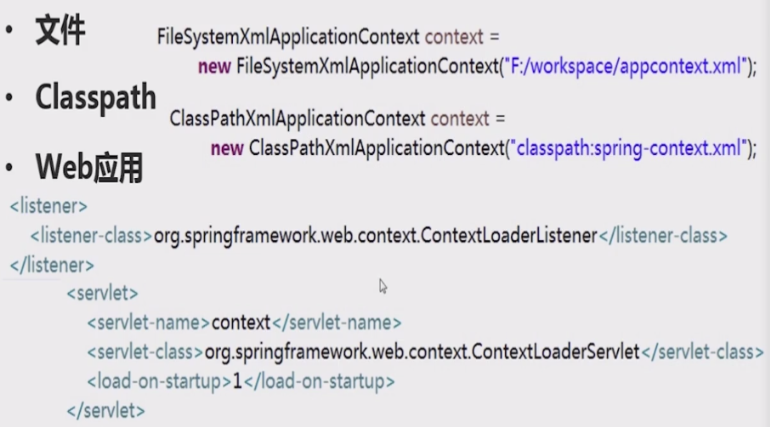 • 文件
FileSystemXmlApplicationContext context =
new FileSystemXmlApplicationContext("F:/workspace/appcontext.xml");
• Classpath
ClassPathXmlApplicationContext context =
new ClassPathXmlApplicationContext("classpath:spring-context.xml");
• Web应用
<listener>
<listener-class>org.springframework.web.context.ContextLoaderListener</listener-class>
</listener>
<servlet>
<servlet-name>context</servlet-name>
<servlet-class>org.springframework.web.context.ContextLoaderServlet</servlet-class>
<load-on-startup>1</load-on-startup>
</servlet>